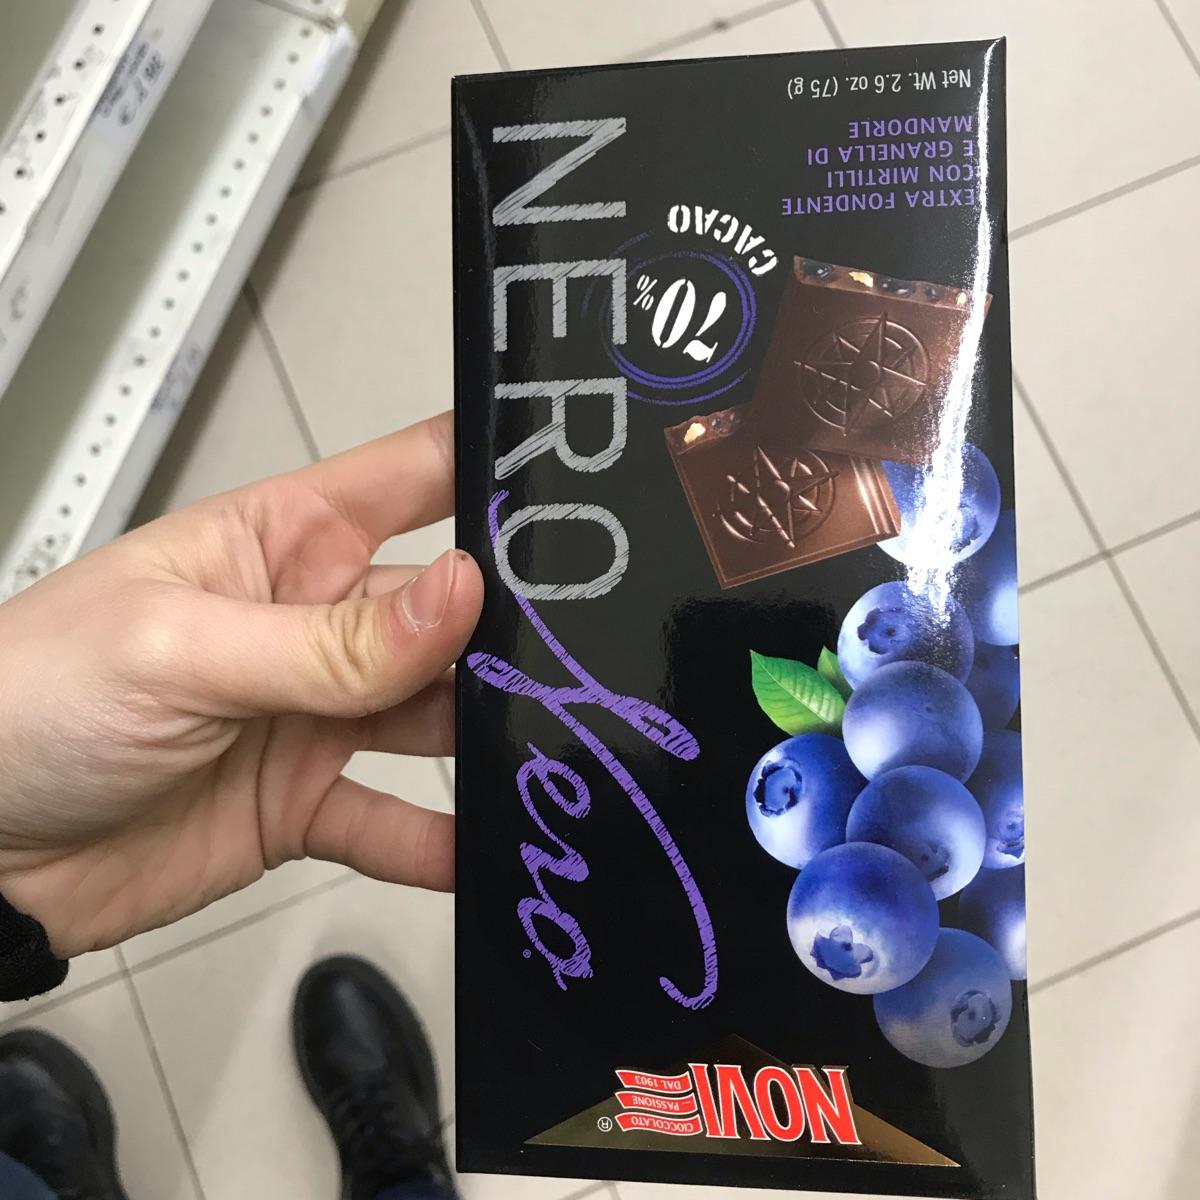 NOVI
CIOCCOLATO
... PASSIONE
DAL 1903
®
NERO
Nero®
70%
CACAO
EXTRA FONDENTE
CON MIRTILLI
E GRANELLA DI
MANDORLE
Net Wt. 2.6 oz. (75 g)